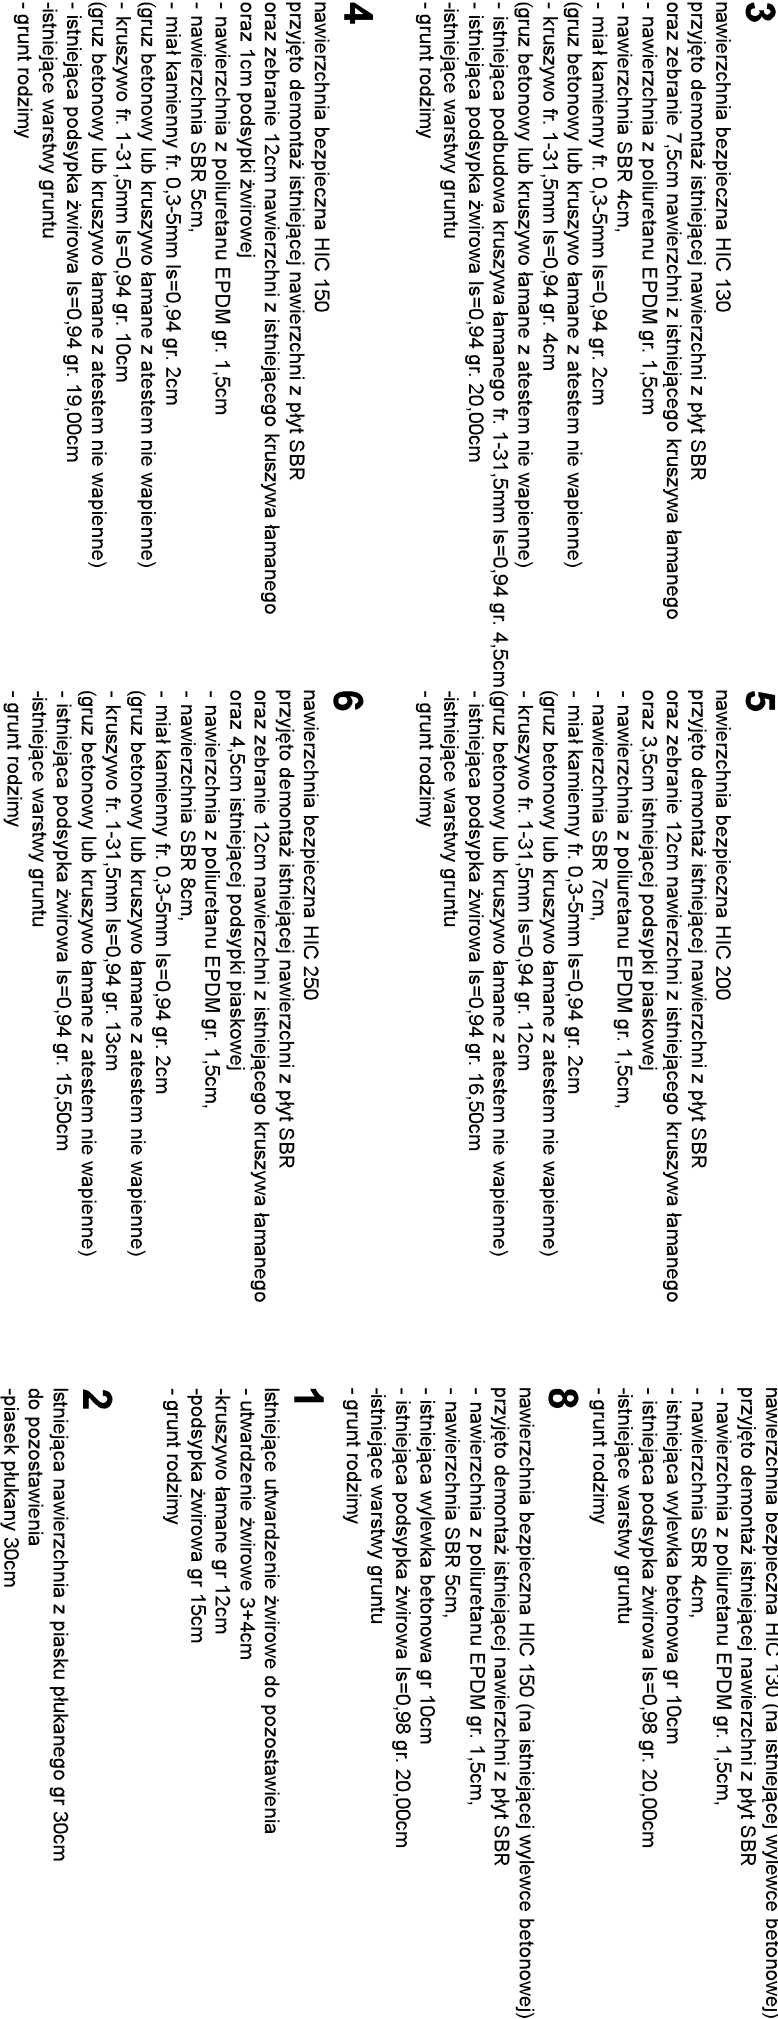 3
nawierzchnia bezpieczna HIC 130
przyjęto demontaż istniejącej nawierzchni z płyt SBR
oraz zebranie 7,5cm nawierzchni z istniejącego kruszywa łamanego
- nawierzchnia z poliuretanu EPDM gr. 1,5cm
- nawierzchnia SBR 4cm,
- miał kamienny fr. 0,3-5mm Is=0,94 gr. 2cm
(gruz betonowy lub kruszywo łamane z atestem nie wapienne)
- kruszywo fr. 1-31,5mm Is=0,94 gr. 4cm
(gruz betonowy lub kruszywo łamane z atestem nie wapienne)
- istniejąca podbudowa kruszywa łamanego fr. 1-31,5mm Is=0,94 gr. 4,5cm
- istniejąca podsypka żwirowa Is=0,94 gr. 20,00cm
-istniejące warstwy gruntu
- grunt rodzimy
4
nawierzchnia bezpieczna HIC 150
przyjęto demontaż istniejącej nawierzchni z płyt SBR
oraz zebranie 12cm nawierzchni z istniejącego kruszywa łamanego
oraz 1cm podsypki żwirowej
- nawierzchnia z poliuretanu EPDM gr. 1,5cm
- nawierzchnia SBR 5cm,
- miał kamienny fr. 0,3-5mm Is=0,94 gr. 2cm
(gruz betonowy lub kruszywo łamane z atestem nie wapienne)
- kruszywo fr. 1-31,5mm Is=0,94 gr. 10cm
(gruz betonowy lub kruszywo łamane z atestem nie wapienne)
- istniejąca podsypka żwirowa Is=0,94 gr. 19,00cm
-istniejące warstwy gruntu
- grunt rodzimy
5
nawierzchnia bezpieczna HIC 200
przyjęto demontaż istniejącej nawierzchni z płyt SBR
oraz zebranie 12cm nawierzchni z istniejącego kruszywa łamanego
oraz 3,5cm istniejącej podsypki piaskowej
- nawierzchnia z poliuretanu EPDM gr. 1,5cm,
- nawierzchnia SBR 7cm,
- miał kamienny fr. 0,3-5mm Is=0,94 gr. 2cm
(gruz betonowy lub kruszywo łamane z atestem nie wapienne)
- kruszywo fr. 1-31,5mm Is=0,94 gr. 12cm
(gruz betonowy lub kruszywo łamane z atestem nie wapienne)
- istniejąca podsypka żwirowa Is=0,94 gr. 16,50cm
-istniejące warstwy gruntu
- grunt rodzimy
6
nawierzchnia bezpieczna HIC 250
przyjęto demontaż istniejącej nawierzchni z płyt SBR
oraz zebranie 12cm nawierzchni z istniejącego kruszywa łamanego
oraz 4,5cm istniejącej podsypki piaskowej
- nawierzchnia z poliuretanu EPDM gr. 1,5cm,
- nawierzchnia SBR 8cm,
- miał kamienny fr. 0,3-5mm Is=0,94 gr. 2cm
(gruz betonowy lub kruszywo łamane z atestem nie wapienne)
- kruszywo fr. 1-31,5mm Is=0,94 gr. 13cm
(gruz betonowy lub kruszywo łamane z atestem nie wapienne)
- istniejąca podsypka żwirowa Is=0,94 gr. 15,50cm
-istniejące warstwy gruntu
- grunt rodzimy
nawierzchnia bezpieczna HIC 130 (na istniejącej wylewce betonowej)
przyjęto demontaż istniejącej nawierzchni z płyt SBR
- nawierzchnia z poliuretanu EPDM gr. 1,5cm,
- nawierzchnia SBR 4cm,
- istniejąca wylewka betonowa gr 10cm
- istniejąca podsypka żwirowa Is=0,98 gr. 20,00cm
-istniejące warstwy gruntu
- grunt rodzimy
8
nawierzchnia bezpieczna HIC 150 (na istniejącej wylewce betonowej)
przyjęto demontaż istniejącej nawierzchni z płyt SBR
- nawierzchnia z poliuretanu EPDM gr. 1,5cm,
- nawierzchnia SBR 5cm,
- istniejąca wylewka betonowa gr 10cm
- istniejąca podsypka żwirowa Is=0,98 gr. 20,00cm
-istniejące warstwy gruntu
- grunt rodzimy
1
Istniejące utwardzenie żwirowe do pozostawienia
- utwardzenie żwirowe 3+4cm
-kruszywo łamane gr 12cm
-podsypka żwirowa gr 15cm
- grunt rodzimy
2
Istniejąca nawierzchnia z piasku płukanego gr 30cm
do pozostawienia
-piasek płukany 30cm